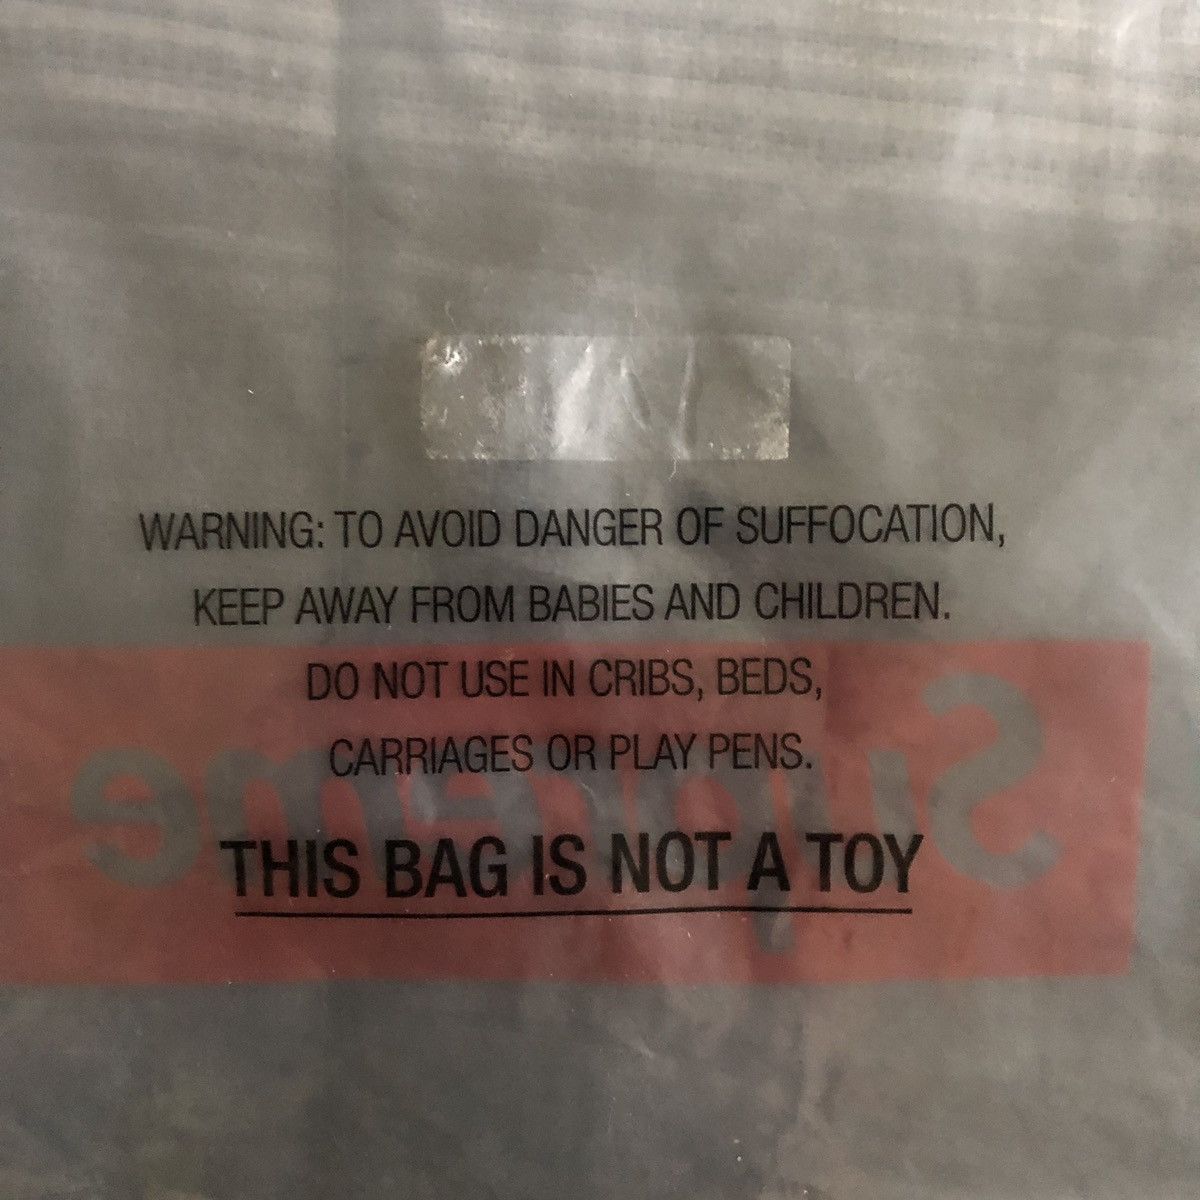 WARNING: TO AVOID DANGER OF SUFFOCATION,
KEEP AWAY FROM BABIES AND CHILDREN.
DO NOT USE IN CRIBS, BEDS,
CARRIAGES OR PLAY PENS.
Supreme
THIS BAG IS NOT A TOY